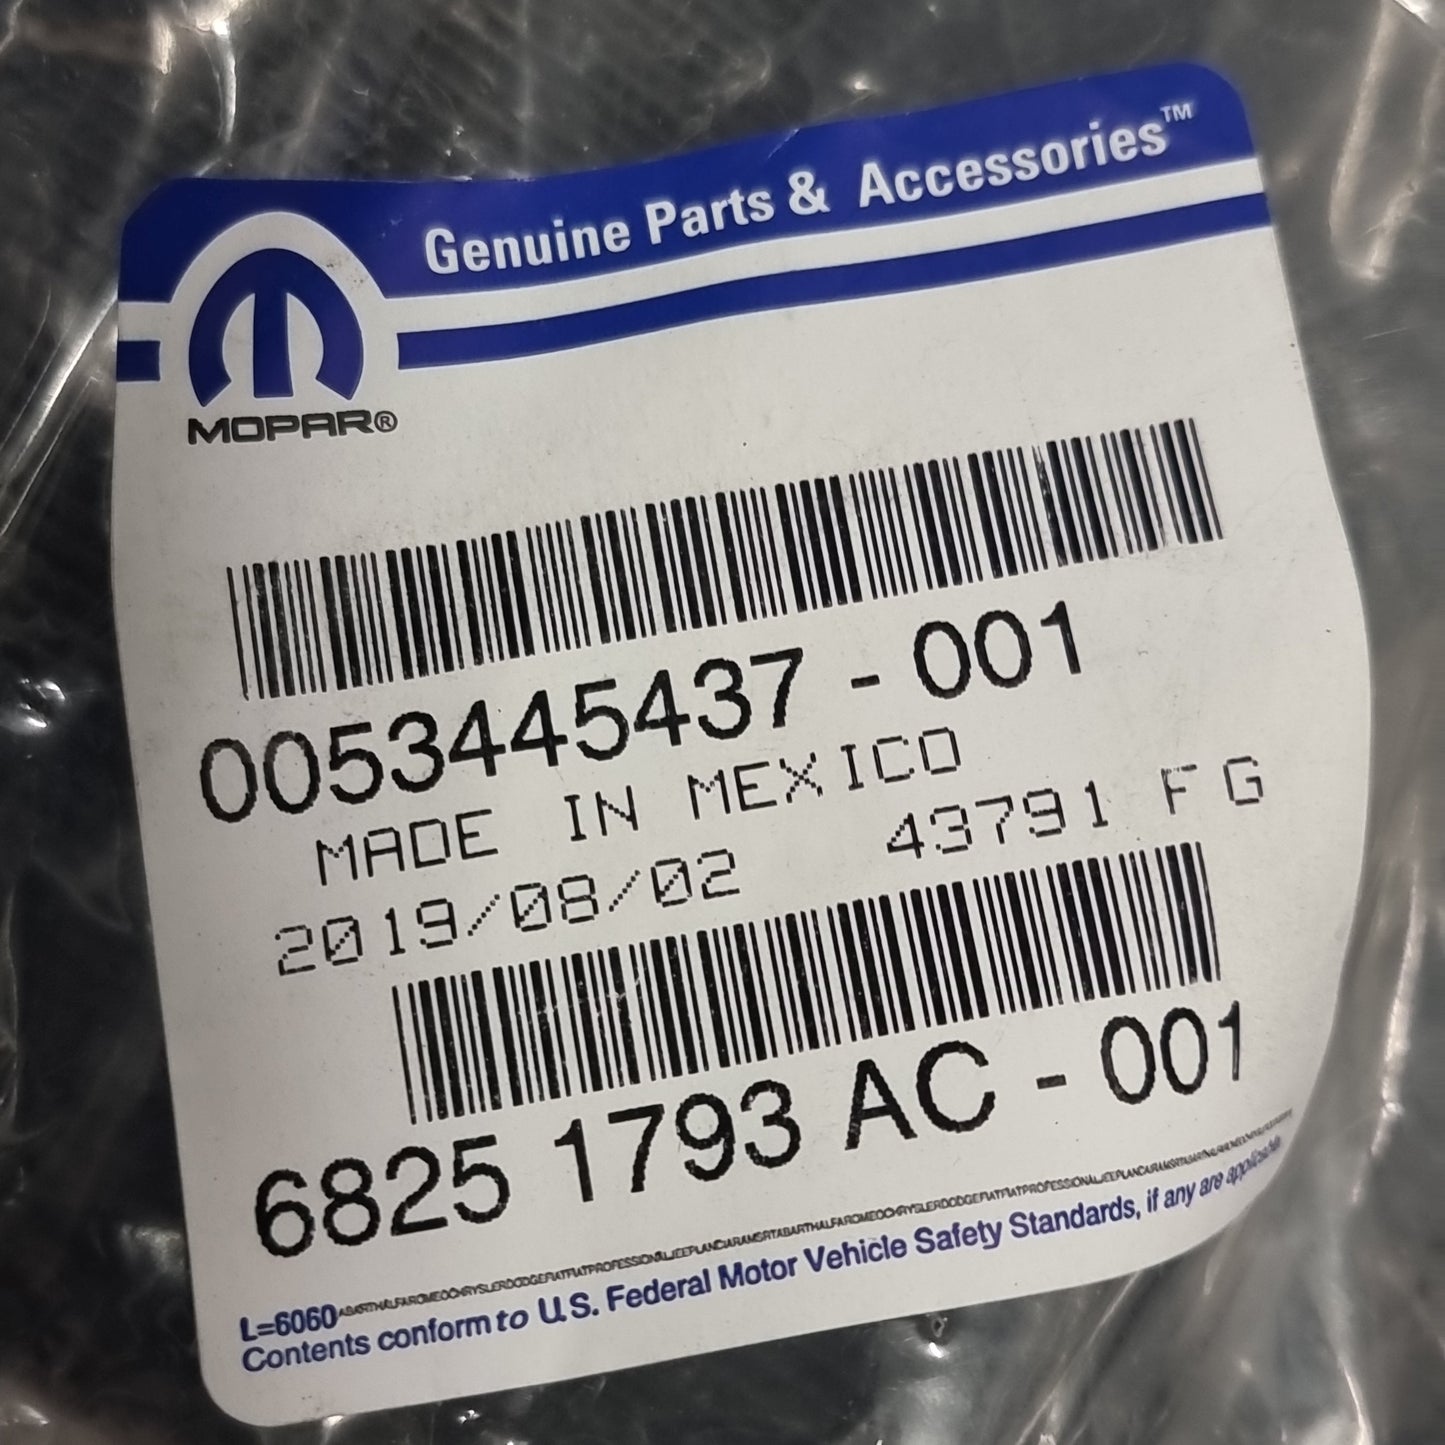 Genuine Parts & Accessories™
MOPAR®
0053445437 - 001
MADE IN MEXICO
2019/08/02 43791 F G
6825 1793 AC - 001
L=6060
Contents conform to U.S. Federal Motor Vehicle Safety Standards, if any are applicable